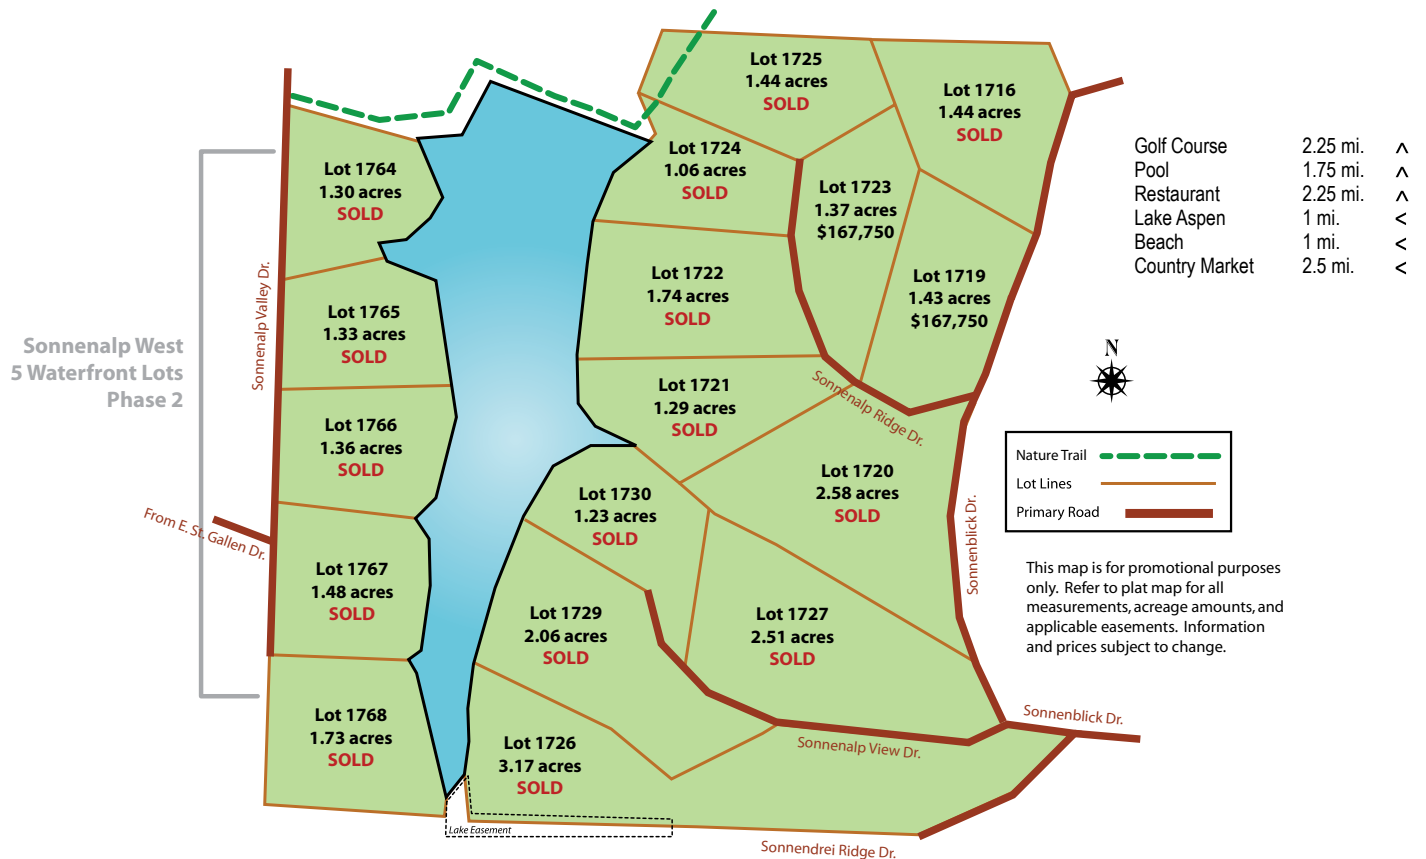 Lot 1725
1.44 acres
SOLD
Lot 1716
1.44 acres
SOLD
Lot 1724
1.06 acres
SOLD
Lot 1723
1.37 acres
$167,750
Lot 1764
1.30 acres
SOLD
Golf Course 2.25 mi. ^
Pool 1.75 mi. ^
Restaurant 2.25 mi. ^
Lake Aspen 1 mi. <
Beach 1 mi. <
Country Market 2.5 mi. <
Lot 1722
1.74 acres
SOLD
Lot 1719
1.43 acres
$167,750
Sonnenalp Valley Dr.
Lot 1765
1.33 acres
SOLD
Sonnenalp West
5 Waterfront Lots
Phase 2
N
Lot 1721
1.29 acres
SOLD
Sonnenalp Ridge Dr.
Lot 1766
1.36 acres
SOLD
Nature Trail
Lot Lines
Primary Road
Lot 1720
2.58 acres
SOLD
Lot 1730
1.23 acres
SOLD
From E. St. Gallen Dr.
Sonnenblick Dr.
Lot 1767
1.48 acres
SOLD
This map is for promotional purposes
only. Refer to plat map for all
measurements, acreage amounts, and
applicable easements. Information
and prices subject to change.
Lot 1729
2.06 acres
SOLD
Lot 1727
2.51 acres
SOLD
Lot 1768
1.73 acres
SOLD
Sonnenblick Dr.
Sonnenalp View Dr.
Lot 1726
3.17 acres
SOLD
Lake Easement
Sonnendrei Ridge Dr.